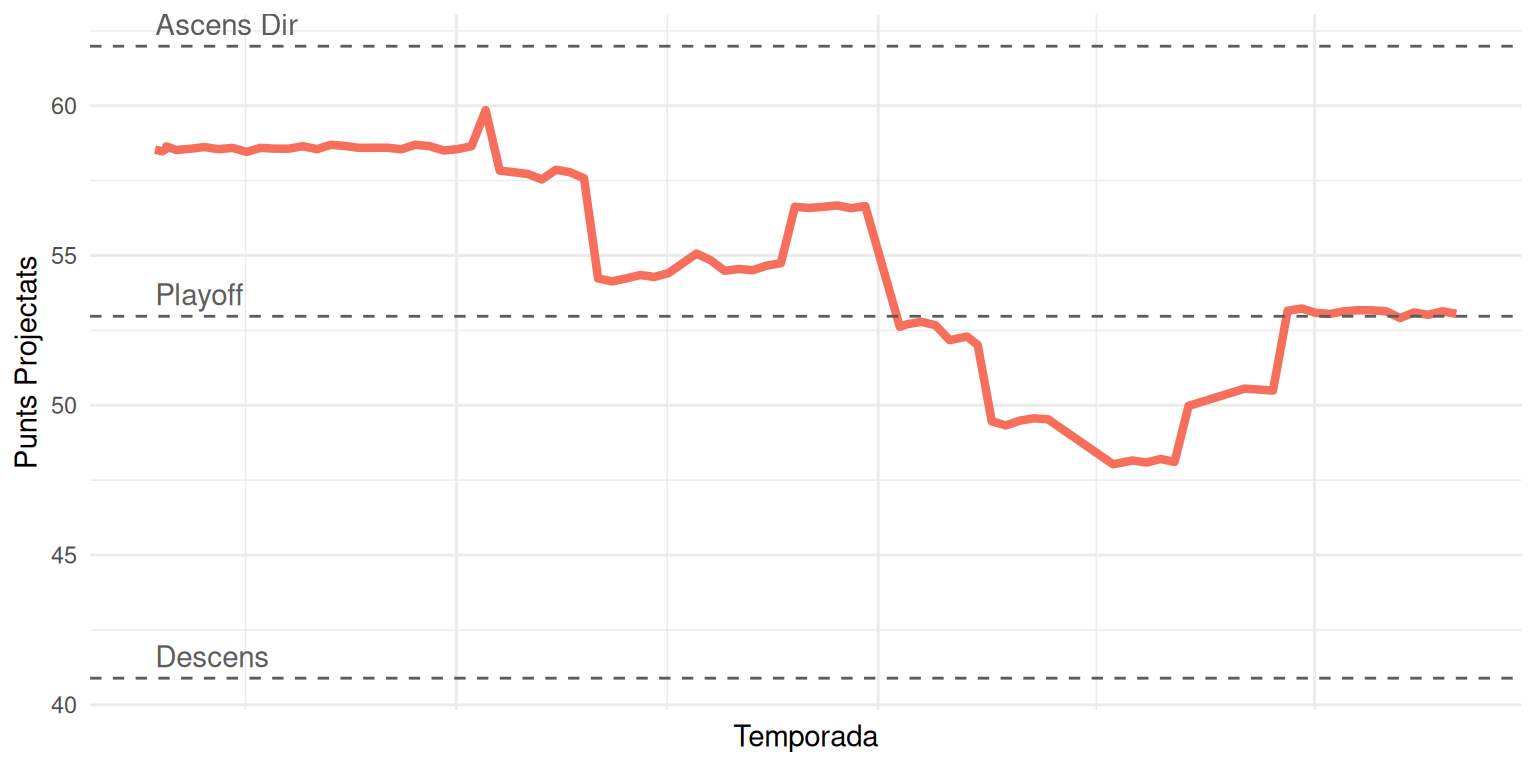 Ascens Dir
60
55
Playoff
50
45
Descens
40
Punts Projectats
Temporada